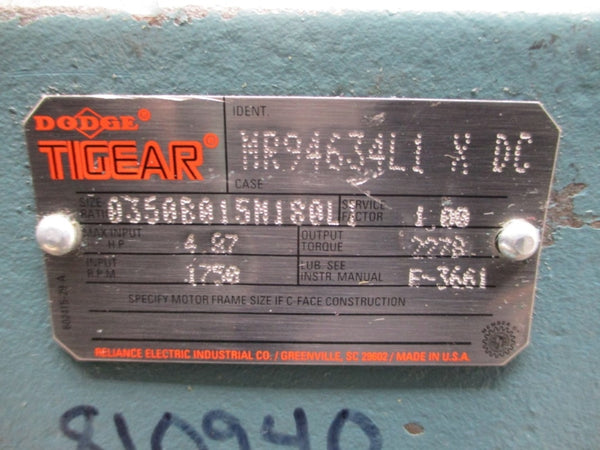 DODGE®
TIGEAR®
IDENT.
MR94634L1 X DC
CASE
SIZE RATIO 0350B015M180L1 SERVICE FACTOR 1.00
MAX INPUT H.P. 4.87 OUTPUT TORQUE 2278
INPUT R.P.M. 1750 LUB. SEE INSTR. MANUAL E-3661
SPECIFY MOTOR FRAME SIZE IF C-FACE CONSTRUCTION
RELIANCE ELECTRIC INDUSTRIAL CO. / GREENVILLE, SC 29602 / MADE IN U.S.A.
810940